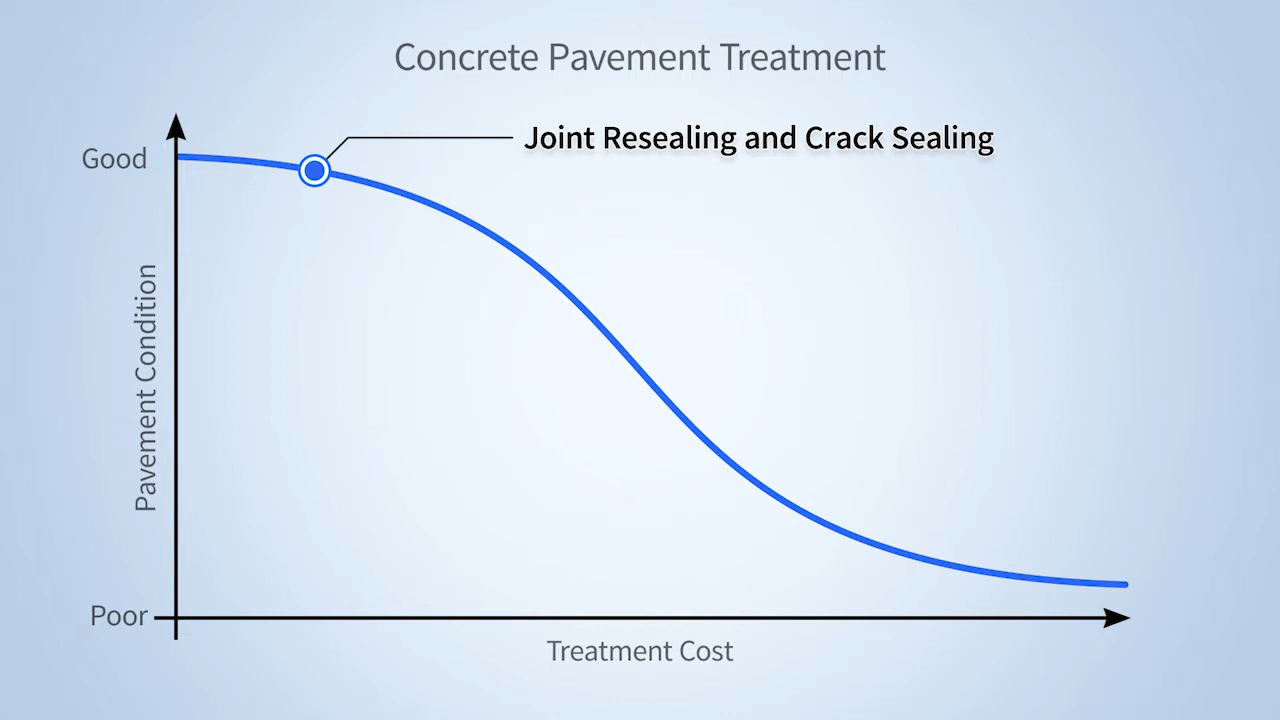 Concrete Pavement Treatment
Joint Resealing and Crack Sealing
Good
Pavement Condition
Poor
Treatment Cost